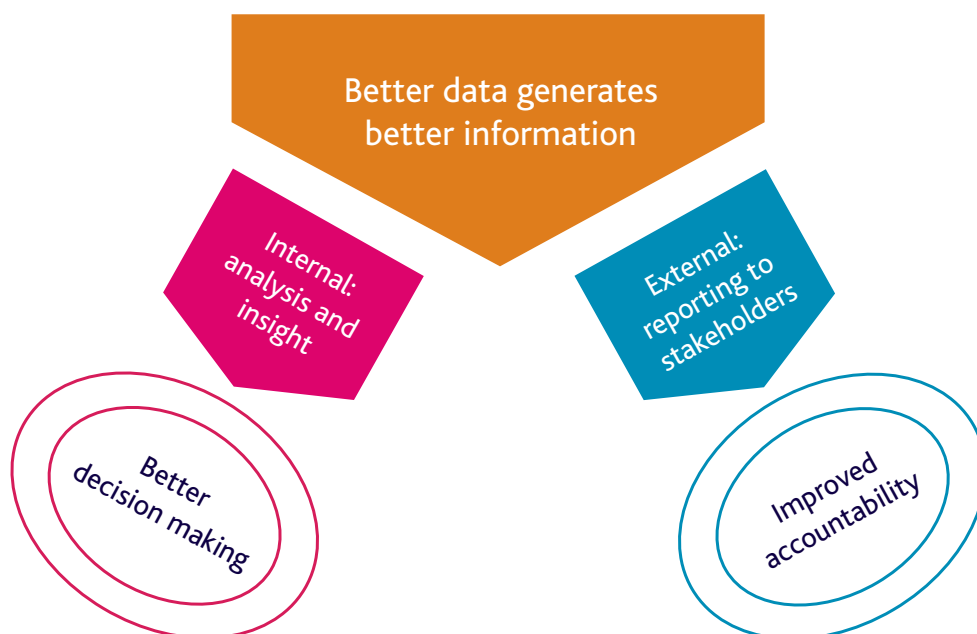 Better data generates
better information
Internal:
analysis and
insight
External:
reporting to
stakeholders
Better
decision making
Improved
accountability